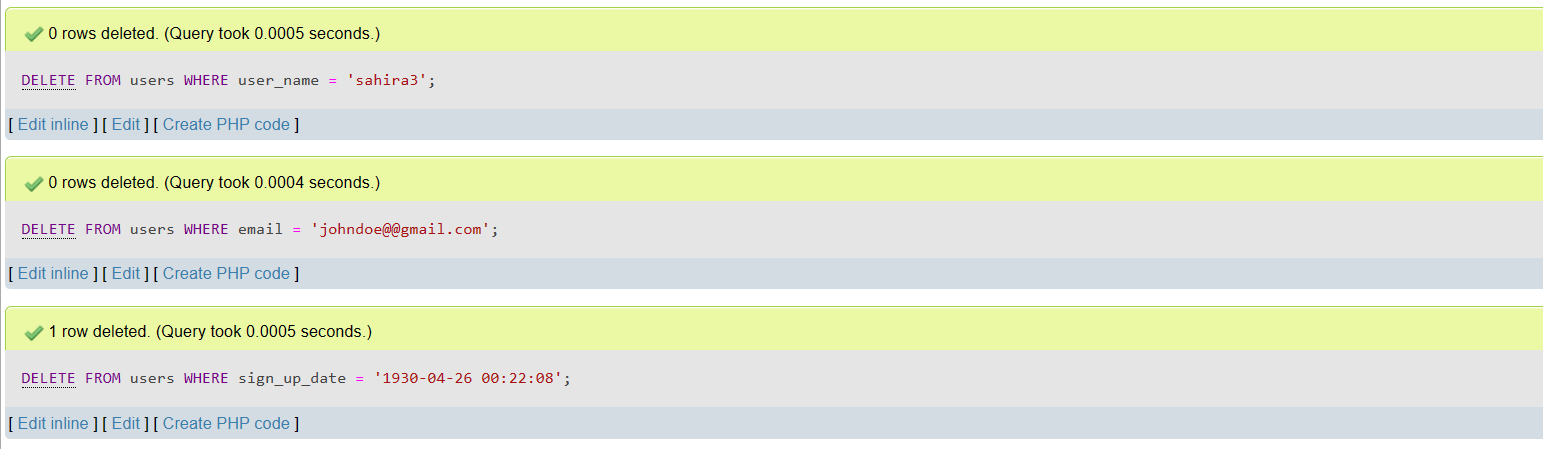 0 rows deleted. (Query took 0.0005 seconds.)
DELETE FROM users WHERE user_name = 'sahira3';
[ Edit inline ] [ Edit ] [ Create PHP code ]
0 rows deleted. (Query took 0.0004 seconds.)
DELETE FROM users WHERE email = 'johndoe@@gmail.com';
[ Edit inline ] [ Edit ] [ Create PHP code ]
1 row deleted. (Query took 0.0005 seconds.)
DELETE FROM users WHERE sign_up_date = '1930-04-26 00:22:08';
[ Edit inline ] [ Edit ] [ Create PHP code ]